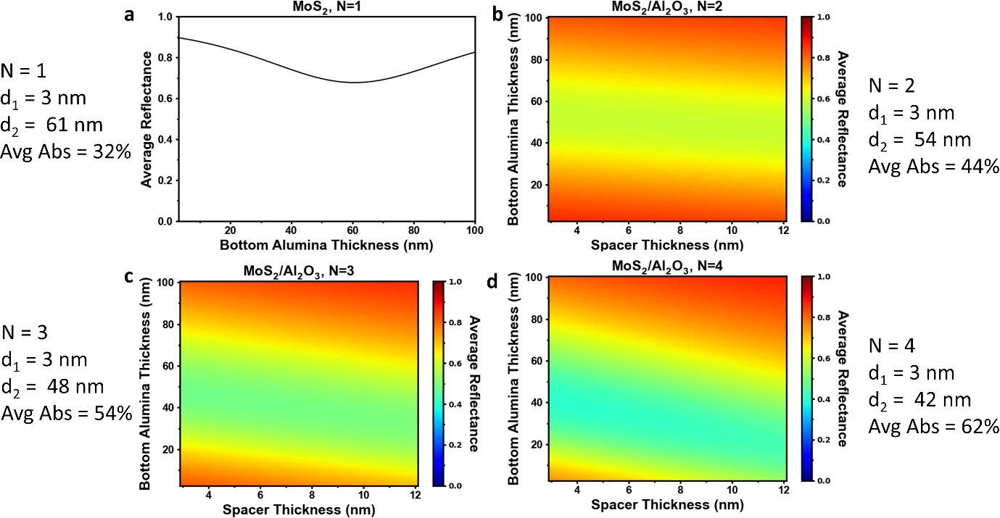 a
MoS2, N=1
N = 1
d1 = 3 nm
d2 = 61 nm
Avg Abs = 32%
Average Reflectance
1.0
0.8
0.6
0.4
0.2
0.0
20 40 60 80 100
Bottom Alumina Thickness (nm)
b
MoS2/Al2O3, N=2
Bottom Alumina Thickness (nm)
100
80
60
40
20
4 6 8 10 12
Spacer Thickness (nm)
1.0
0.8
0.6
0.4
0.2
0.0
Average Reflectance
N = 2
d1 = 3 nm
d2 = 54 nm
Avg Abs = 44%
c
MoS2/Al2O3, N=3
N = 3
d1 = 3 nm
d2 = 48 nm
Avg Abs = 54%
Bottom Alumina Thickness (nm)
100
80
60
40
20
4 6 8 10 12
Spacer Thickness (nm)
1.0
0.8
0.6
0.4
0.2
0.0
Average Reflectance
d
MoS2/Al2O3, N=4
Bottom Alumina Thickness (nm)
100
80
60
40
20
4 6 8 10 12
Spacer Thickness (nm)
1.0
0.8
0.6
0.4
0.2
0.0
Average Reflectance
N = 4
d1 = 3 nm
d2 = 42 nm
Avg Abs = 62%